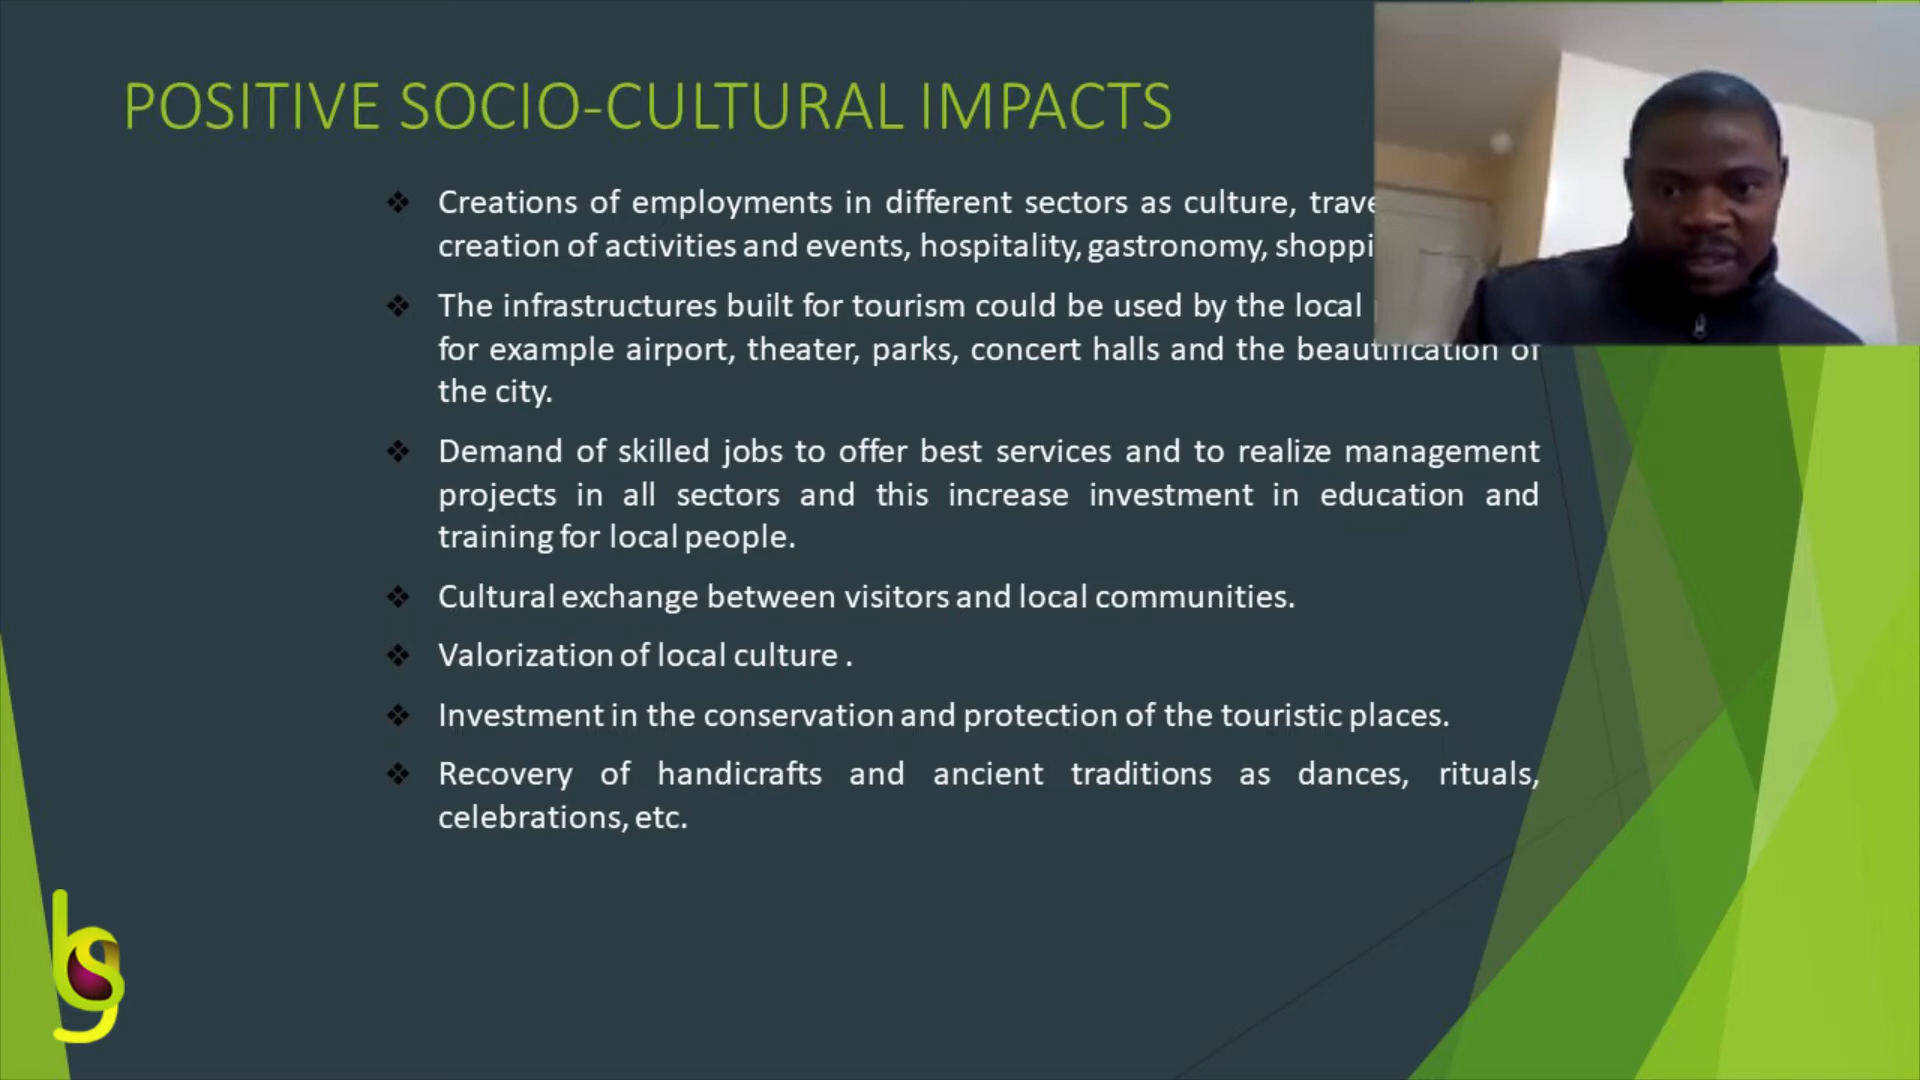 POSITIVE SOCIO-CULTURAL IMPACTS
❖ Creations of employments in different sectors as culture,
creation of activities and events, hospitality, gastronomy,
❖ The infrastructures built for tourism could be used by the local
for example airport, theater, parks, concert halls and the beautification of
the city.
❖ Demand of skilled jobs to offer best services and to realize management
projects in all sectors and this increase investment in education and
training for local people.
❖ Cultural exchange between visitors and local communities.
❖ Valorization of local culture .
❖ Investment in the conservation and protection of the touristic places.
❖ Recovery of handicrafts and ancient traditions as dances, rituals,
celebrations, etc.